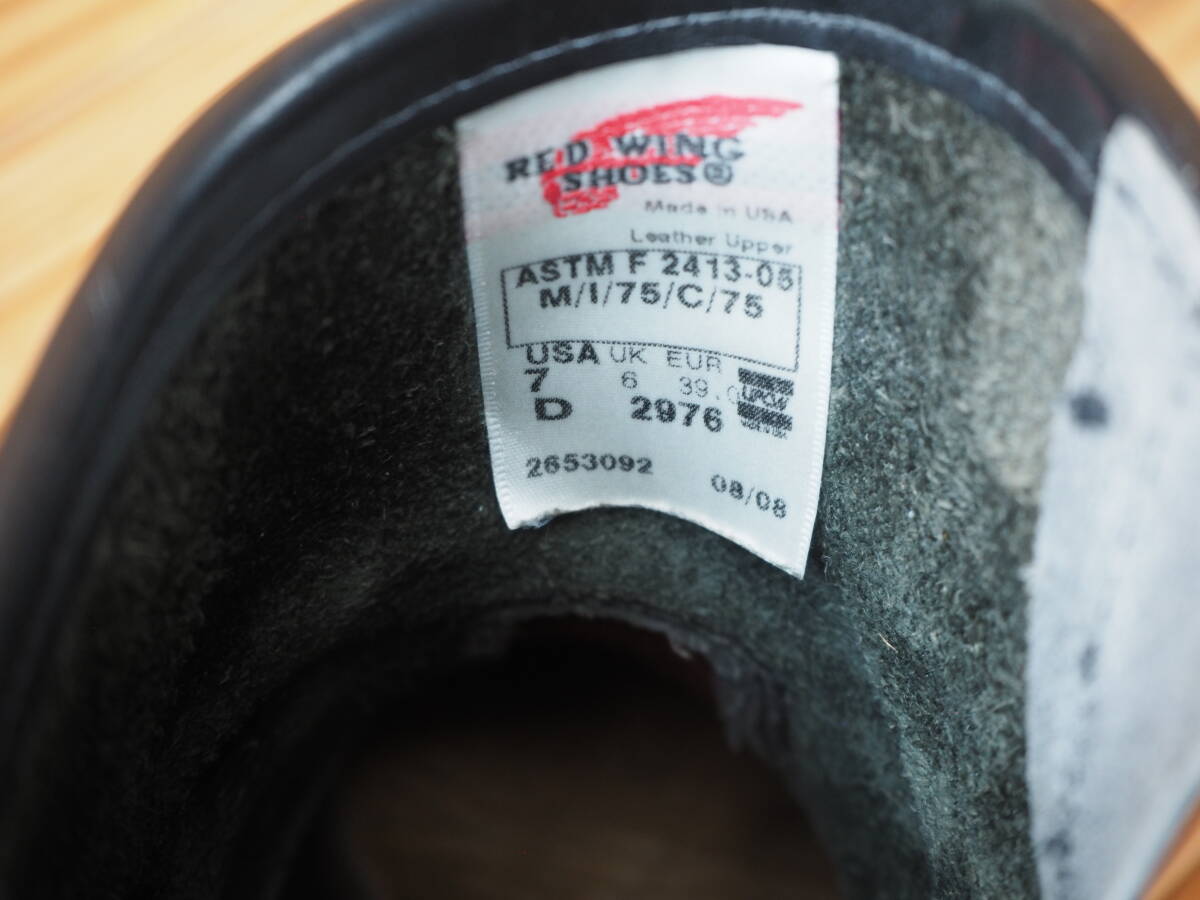 RED WING
SHOES®
Made in USA
Leather Upper
ASTM F 2413-05
M/I/75/C/75
USA UK EUR
7 6 39.0
D 2976
UFCW
2653092
08/08